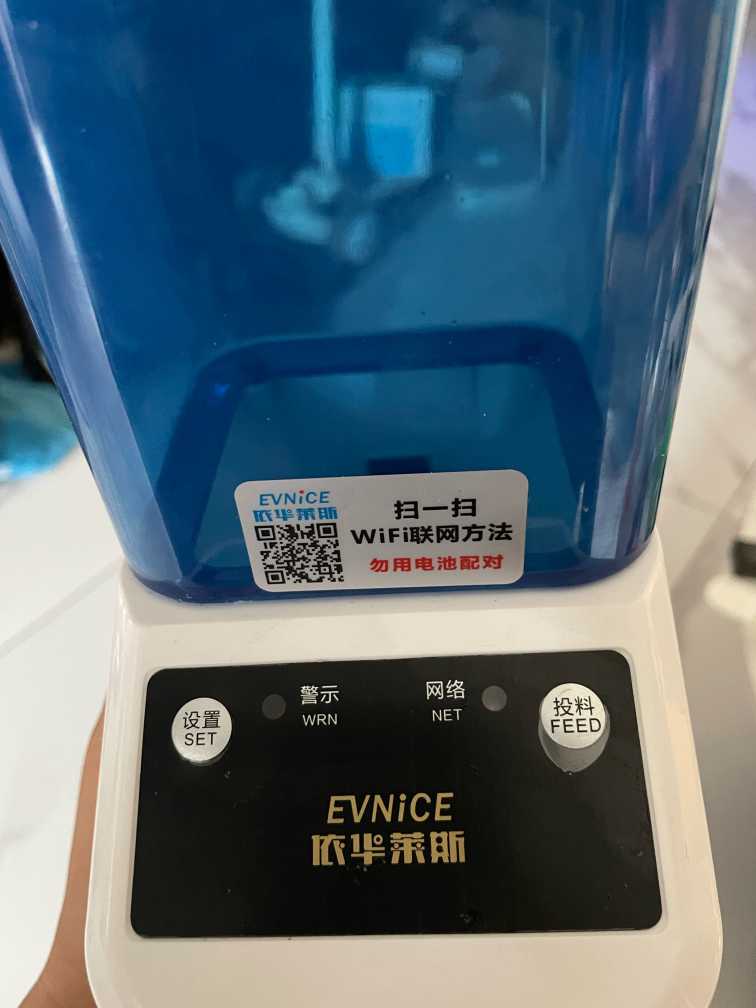 EVNiCE
依华莱斯
扫一扫
WiFi联网方法
勿用电池配对
设置
SET
警示
WRN
网络
NET
投料
FEED
EVNiCE
依华莱斯